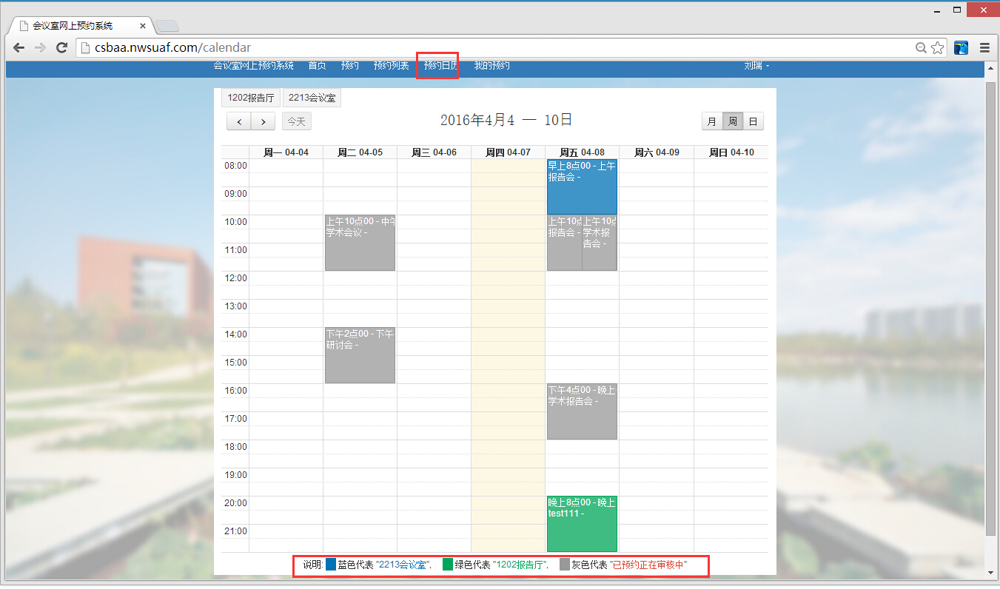 会议室网上预约系统
csbaa.nwsuaf.com/calendar
会议室网上预约系统 首页 预约 预约列表 预约日历 我的预约 刘瑞
1202报告厅 2213会议室
今天 2016年4月4 — 10日 月 周 日
周一 04-04 周二 04-05 周三 04-06 周四 04-07 周五 04-08 周六 04-09 周日 04-10
08:00
早上8点00 - 上午
报告会 -
09:00
10:00
上午10点00 - 中午
学术会议 -
上午10点
报告会 -
上午10点
学术报
告会 -
11:00
12:00
13:00
14:00
下午2点00 - 下午
研讨会 -
15:00
16:00
下午4点00 - 晚上
学术报告会 -
17:00
18:00
19:00
20:00
晚上8点00 - 晚上
test111 -
21:00
说明: 蓝色代表 "2213会议室", 绿色代表 "1202报告厅", 灰色代表 "已预约正在审核中"